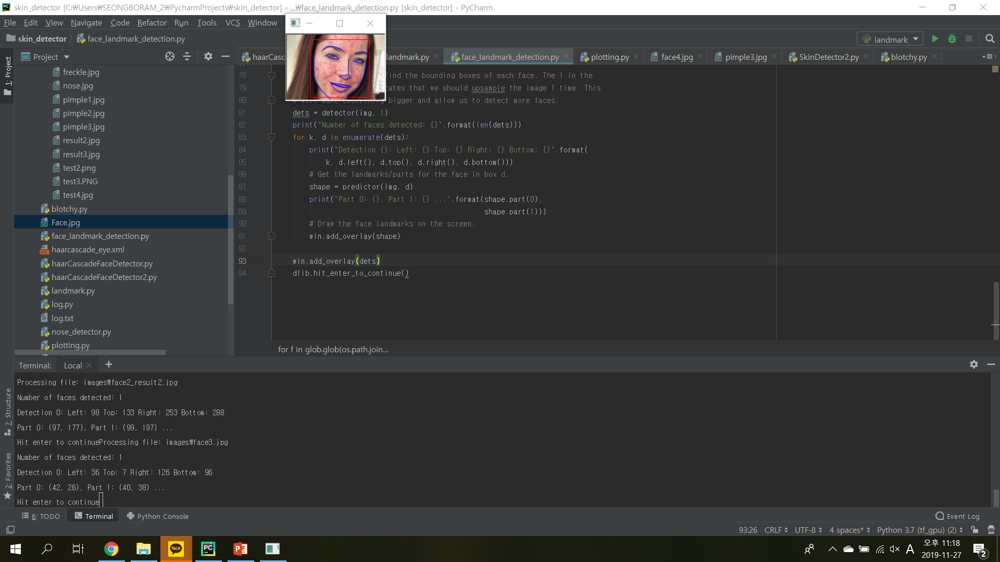 skin_detector [C:₩Users₩SEONGBORAM_2₩PycharmProjects₩skin_detector] - ...₩face_landmark_detection.py [skin_detector] - PyCharm
File Edit View Navigate Code Refactor Run Tools VCS Window
skin_detector face_landmark_detection.py landmark
Project haarCasc andmark.py face_landmark_detection.py plotting.py face4.jpg pimple3.jpg SkinDetector2.py blotchy.py 1
1: Project
freckle.jpg
nose.jpg
pimple1.jpg
pimple2.jpg
pimple3.jpg
result2.jpg
result3.jpg
test2.png
test3.PNG
test4.jpg
blotchy.py
Face.jpg
face_landmark_detection.py
haarcascade_eye.xml
haarCascadeFaceDetector.py
haarCascadeFaceDetector2.py
landmark.py
log.py
log.txt
nose_detector.py
plotting.py
78 find the bounding boxes of each face. The 1 in the
79 cates that we should upsample the image 1 time. This
80 # will make everything bigger and allow us to detect more faces.
81 dets = detector(img, 1)
82 print("Number of faces detected: {}".format(len(dets)))
83 for k, d in enumerate(dets):
84 print("Detection {}: Left: {} Top: {} Right: {} Bottom: {}".format(
85 k, d.left(), d.top(), d.right(), d.bottom()))
86 # Get the landmarks/parts for the face in box d.
87 shape = predictor(img, d)
88 print("Part 0: {}, Part 1: {} ...".format(shape.part(0),
89 shape.part(1)))
90 # Draw the face landmarks on the screen.
91 win.add_overlay(shape)
92
93 win.add_overlay(dets)
94 dlib.hit_enter_to_continue()
for f in glob.glob(os.path.join...
Terminal: Local +
Processing file: images₩face2_result2.jpg
Number of faces detected: 1
Detection 0: Left: 98 Top: 133 Right: 253 Bottom: 288
Part 0: (97, 177), Part 1: (99, 197) ...
Hit enter to continueProcessing file: images₩face3.jpg
Number of faces detected: 1
Detection 0: Left: 36 Top: 7 Right: 126 Bottom: 96
Part 0: (42, 26), Part 1: (40, 38) ...
Hit enter to continue
7: Structure
2: Favorites
6: TODO Terminal Python Console Event Log
93:26 CRLF UTF-8 4 spaces* Python 3.7 (tf_gpu) (2)
TALK PC P A 오후 11:18
2019-11-27 2